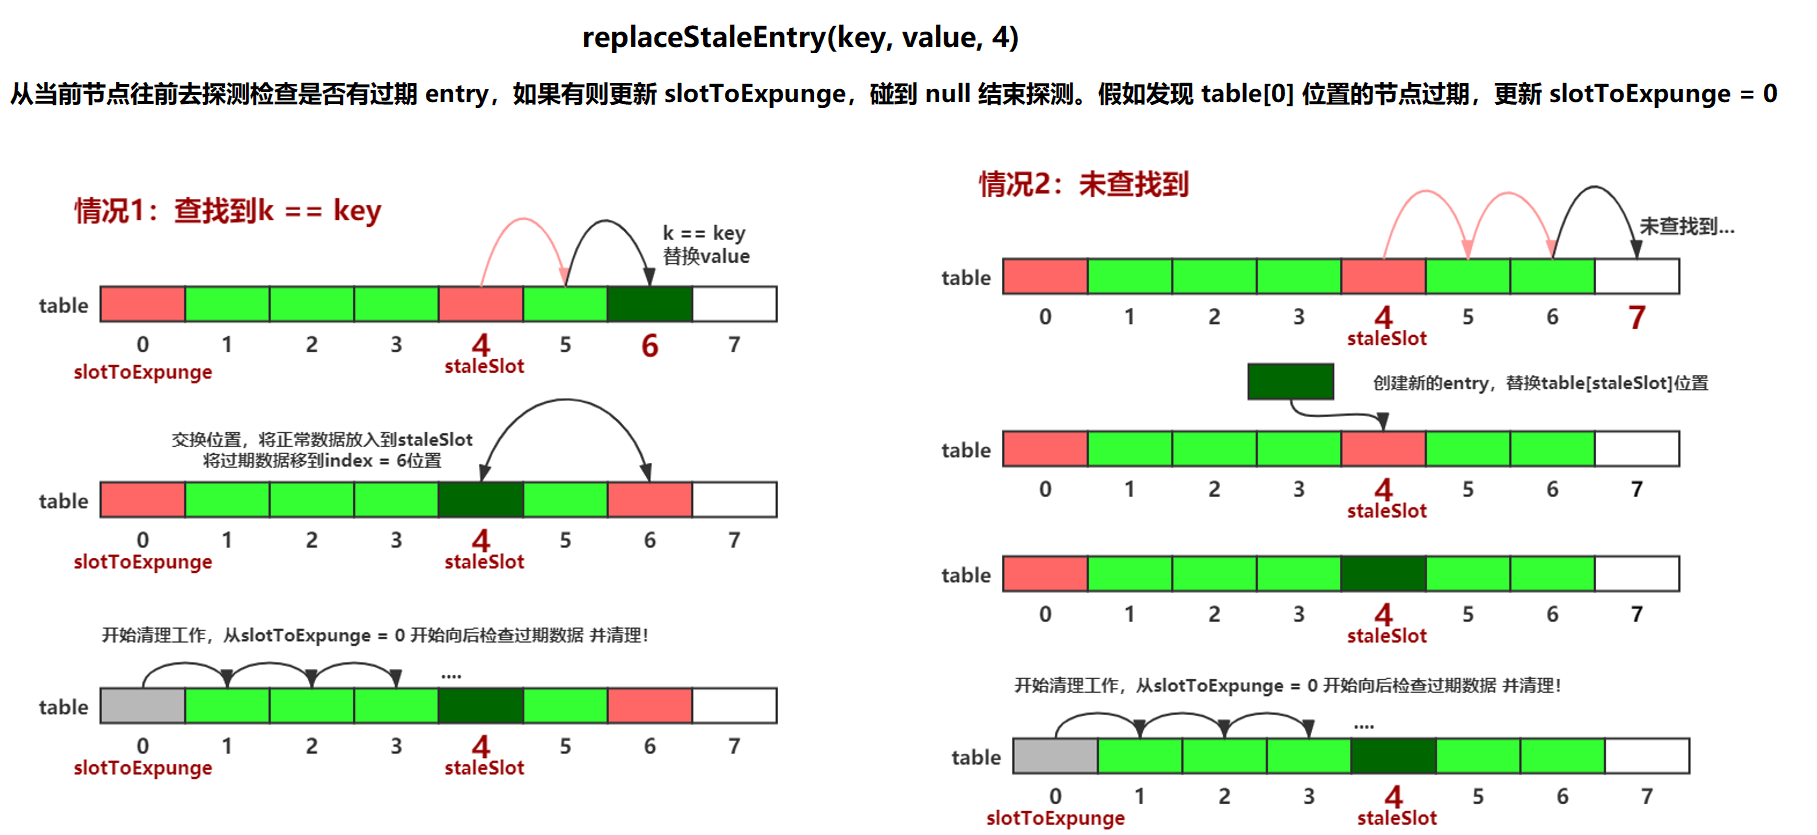 replaceStaleEntry(key, value, 4)
从当前节点往前去探测检查是否有过期 entry，如果有则更新 slotToExpunge，碰到 null 结束探测。假如发现 table[0] 位置的节点过期，更新 slotToExpunge = 0
情况1：查找到k == key
k == key
替换value
table
0 1 2 3 4 5 6 7
slotToExpunge staleSlot
交换位置，将正常数据放入到staleSlot
将过期数据移到index = 6位置
table
0 1 2 3 4 5 6 7
slotToExpunge staleSlot
开始清理工作，从slotToExpunge = 0 开始向后检查过期数据 并清理！
....
table
0 1 2 3 4 5 6 7
slotToExpunge staleSlot
情况2：未查找到
未查找到...
table
0 1 2 3 4 5 6 7
staleSlot
创建新的entry，替换table[staleSlot]位置
table
0 1 2 3 4 5 6 7
staleSlot
table
0 1 2 3 4 5 6 7
staleSlot
开始清理工作，从slotToExpunge = 0 开始向后检查过期数据 并清理！
....
table
0 1 2 3 4 5 6 7
slotToExpunge staleSlot